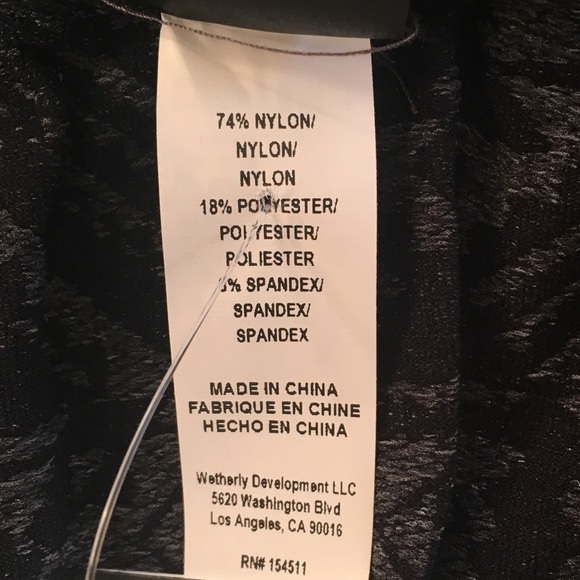 74% NYLON/
NYLON/
NYLON
18% POLYESTER/
POLYESTER/
POLIESTER
SPANDEX/
SPANDEX/
SPANDEX
MADE IN CHINA
FABRIQUE EN CHINE
HECHO EN CHINA
Wetherly Development LLC
5620 Washington Blvd
Los Angeles, CA 90016
RN# 154511